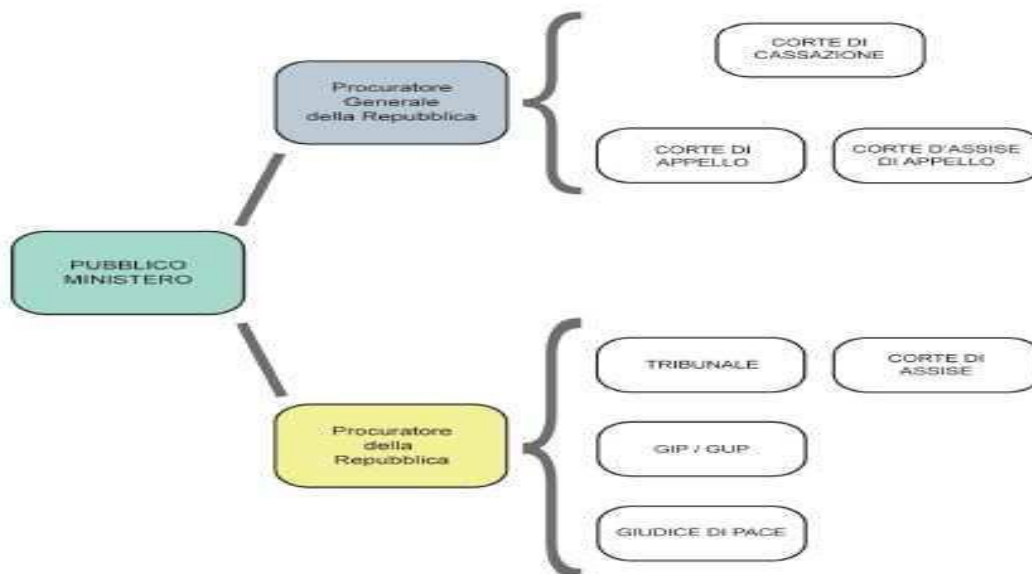 CORTE DI
CASSAZIONE
Procuratore
Generale
della Repubblica
CORTE DI
APPELLO
CORTE D'ASSISE
DI APPELLO
PUBBLICO
MINISTERO
TRIBUNALE
CORTE DI
ASSISE
Procuratore
della
Repubblica
GIP / GUP
GIUDICE DI PACE